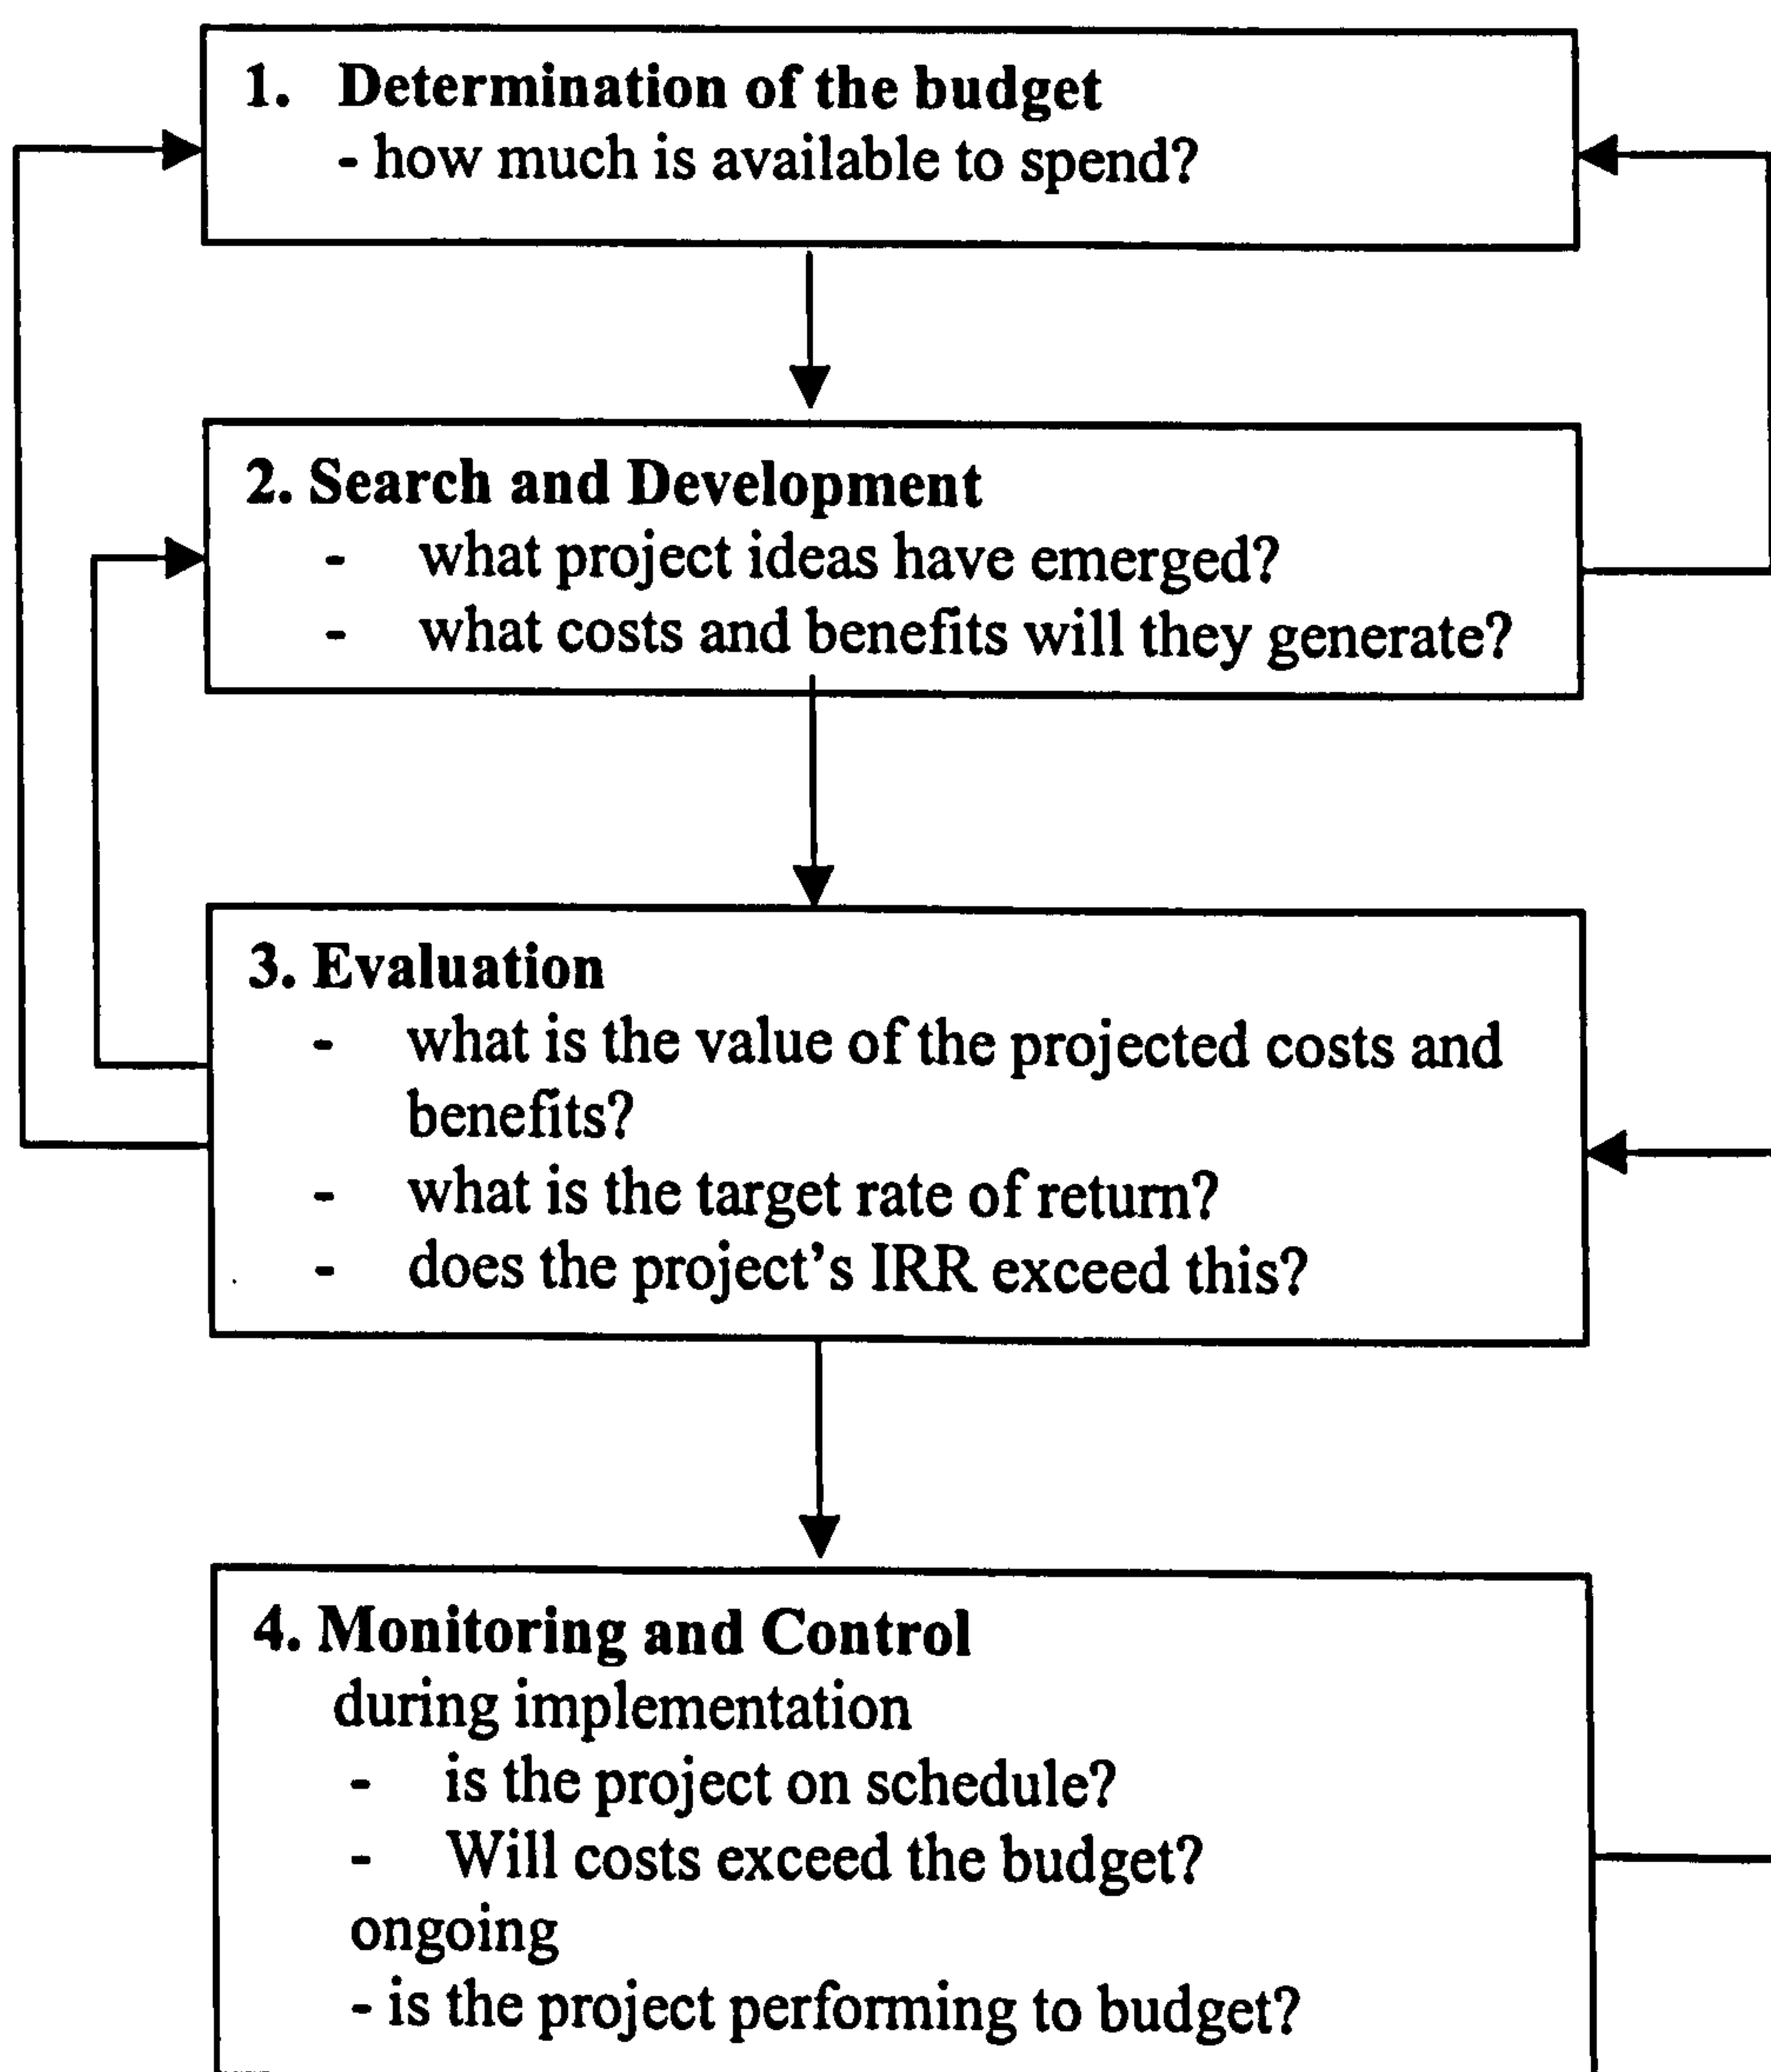 1. Determination of the budget
- how much is available to spend?
2. Search and Development
- what project ideas have emerged?
- what costs and benefits will they generate?
3. Evaluation
- what is the value of the projected costs and
benefits?
- what is the target rate of return?
- does the project's IRR exceed this?
4. Monitoring and Control
during implementation
- is the project on schedule?
- Will costs exceed the budget?
ongoing
- is the project performing to budget?